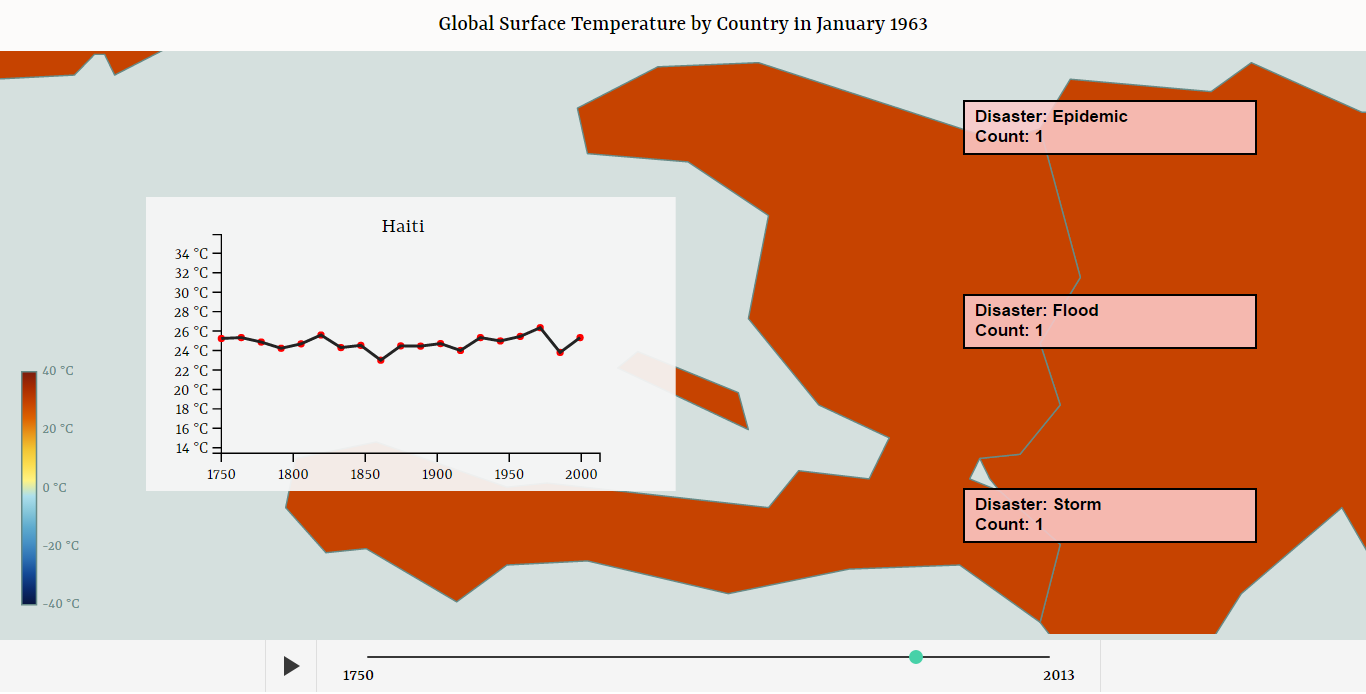 Global Surface Temperature by Country in January 1963
Disaster: Epidemic
Count: 1
Haiti
34 °C
32 °C
30 °C
28 °C
26 °C
24 °C
22 °C
20 °C
18 °C
16 °C
14 °C
1750 1800 1850 1900 1950 2000
Disaster: Flood
Count: 1
40 °C
20 °C
0 °C
−20 °C
−40 °C
Disaster: Storm
Count: 1
1750
2013